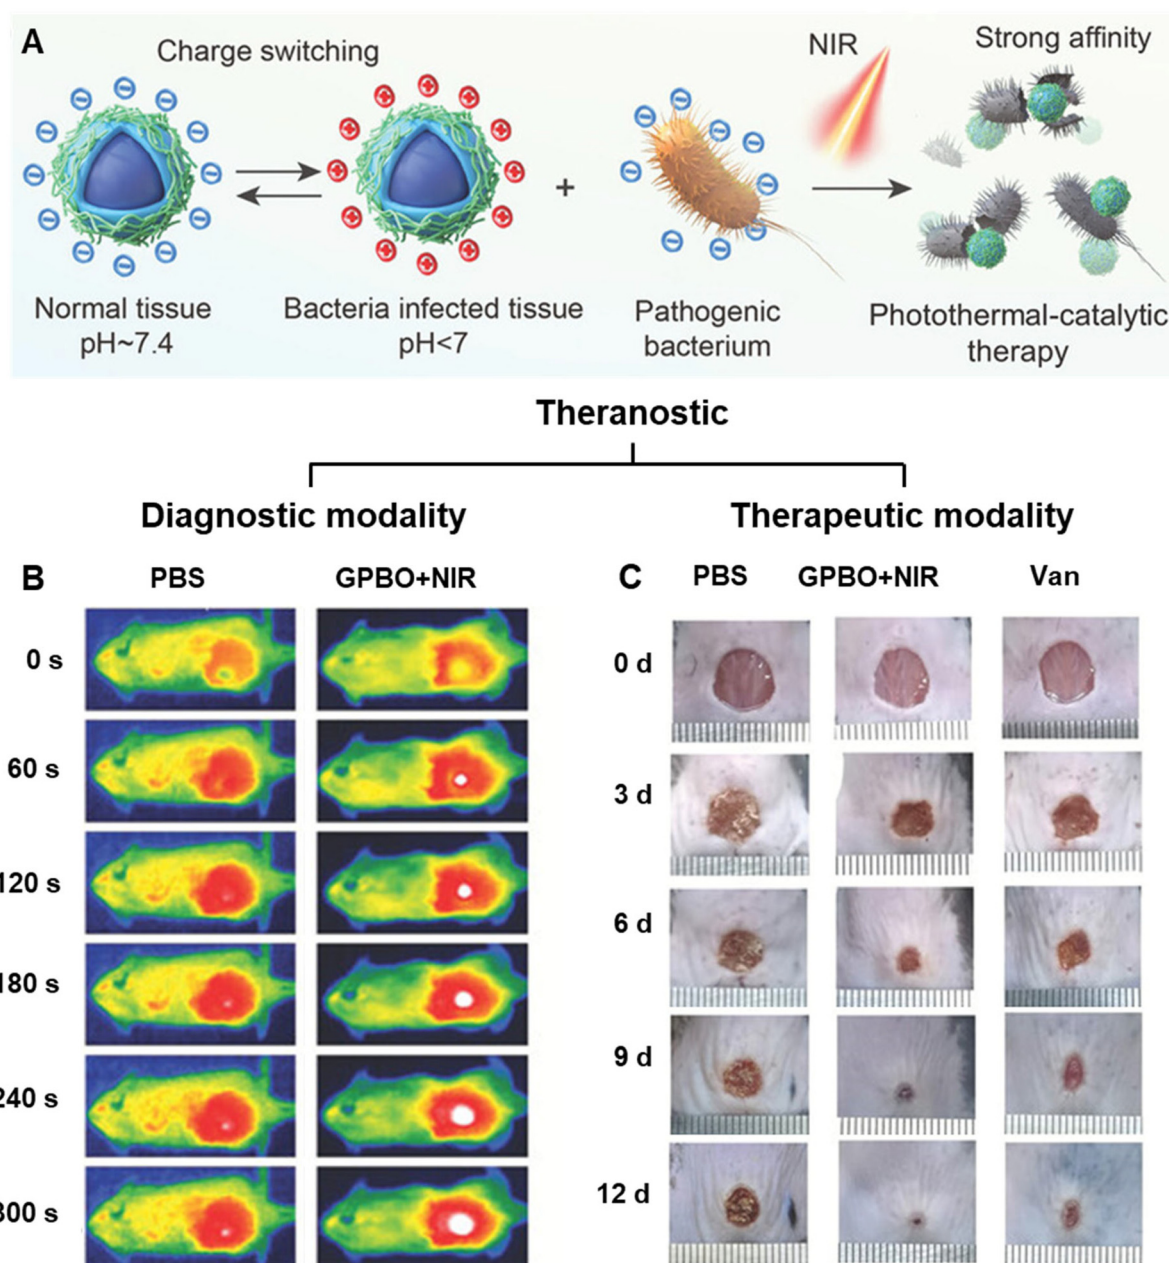 A
Charge switching
NIR
Strong affinity
+
Normal tissue
pH~7.4
Bacteria infected tissue
pH<7
Pathogenic
bacterium
Photothermal-catalytic
therapy
Theranostic
Diagnostic modality
Therapeutic modality
B
PBS
GPBO+NIR
0 s
60 s
120 s
180 s
240 s
300 s
C
PBS
GPBO+NIR
Van
0 d
3 d
6 d
9 d
12 d